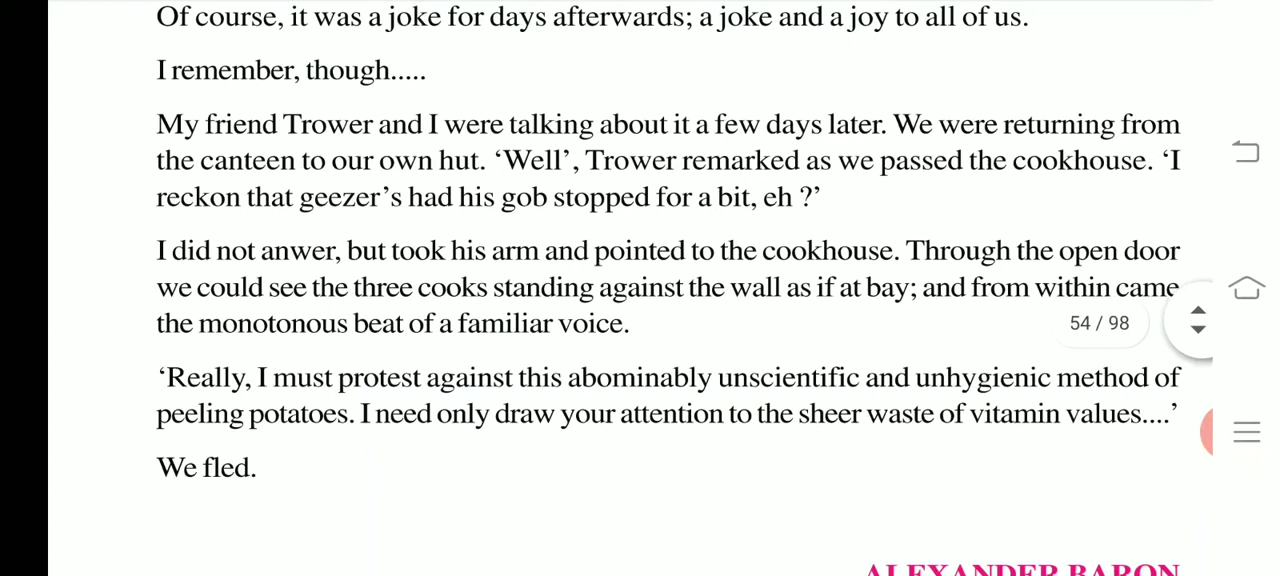 Of course, it was a joke for days afterwards; a joke and a joy to all of us.
I remember, though.....
My friend Trower and I were talking about it a few days later. We were returning from
the canteen to our own hut. ‘Well’, Trower remarked as we passed the cookhouse. ‘I
reckon that geezer’s had his gob stopped for a bit, eh ?’
I did not anwer, but took his arm and pointed to the cookhouse. Through the open door
we could see the three cooks standing against the wall as if at bay; and from within came
the monotonous beat of a familiar voice.
54 / 98
‘Really, I must protest against this abominably unscientific and unhygienic method of
peeling potatoes. I need only draw your attention to the sheer waste of vitamin values....’
We fled.
ALEXANDER BARON